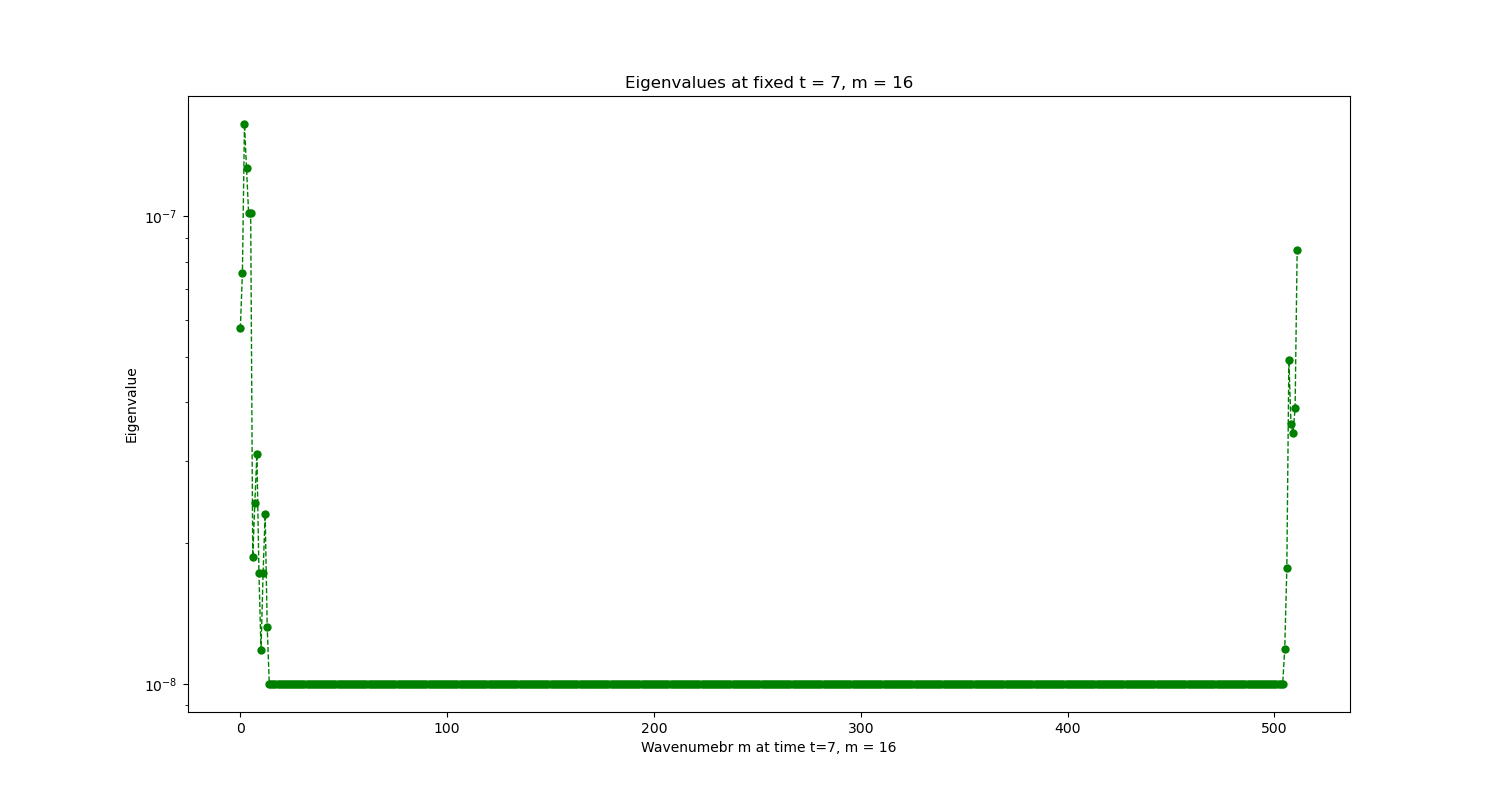 Eigenvalues at fixed t = 7, m = 16
10⁻⁷
10⁻⁸
Eigenvalue
0 100 200 300 400 500
Wavenumebr m at time t=7, m = 16